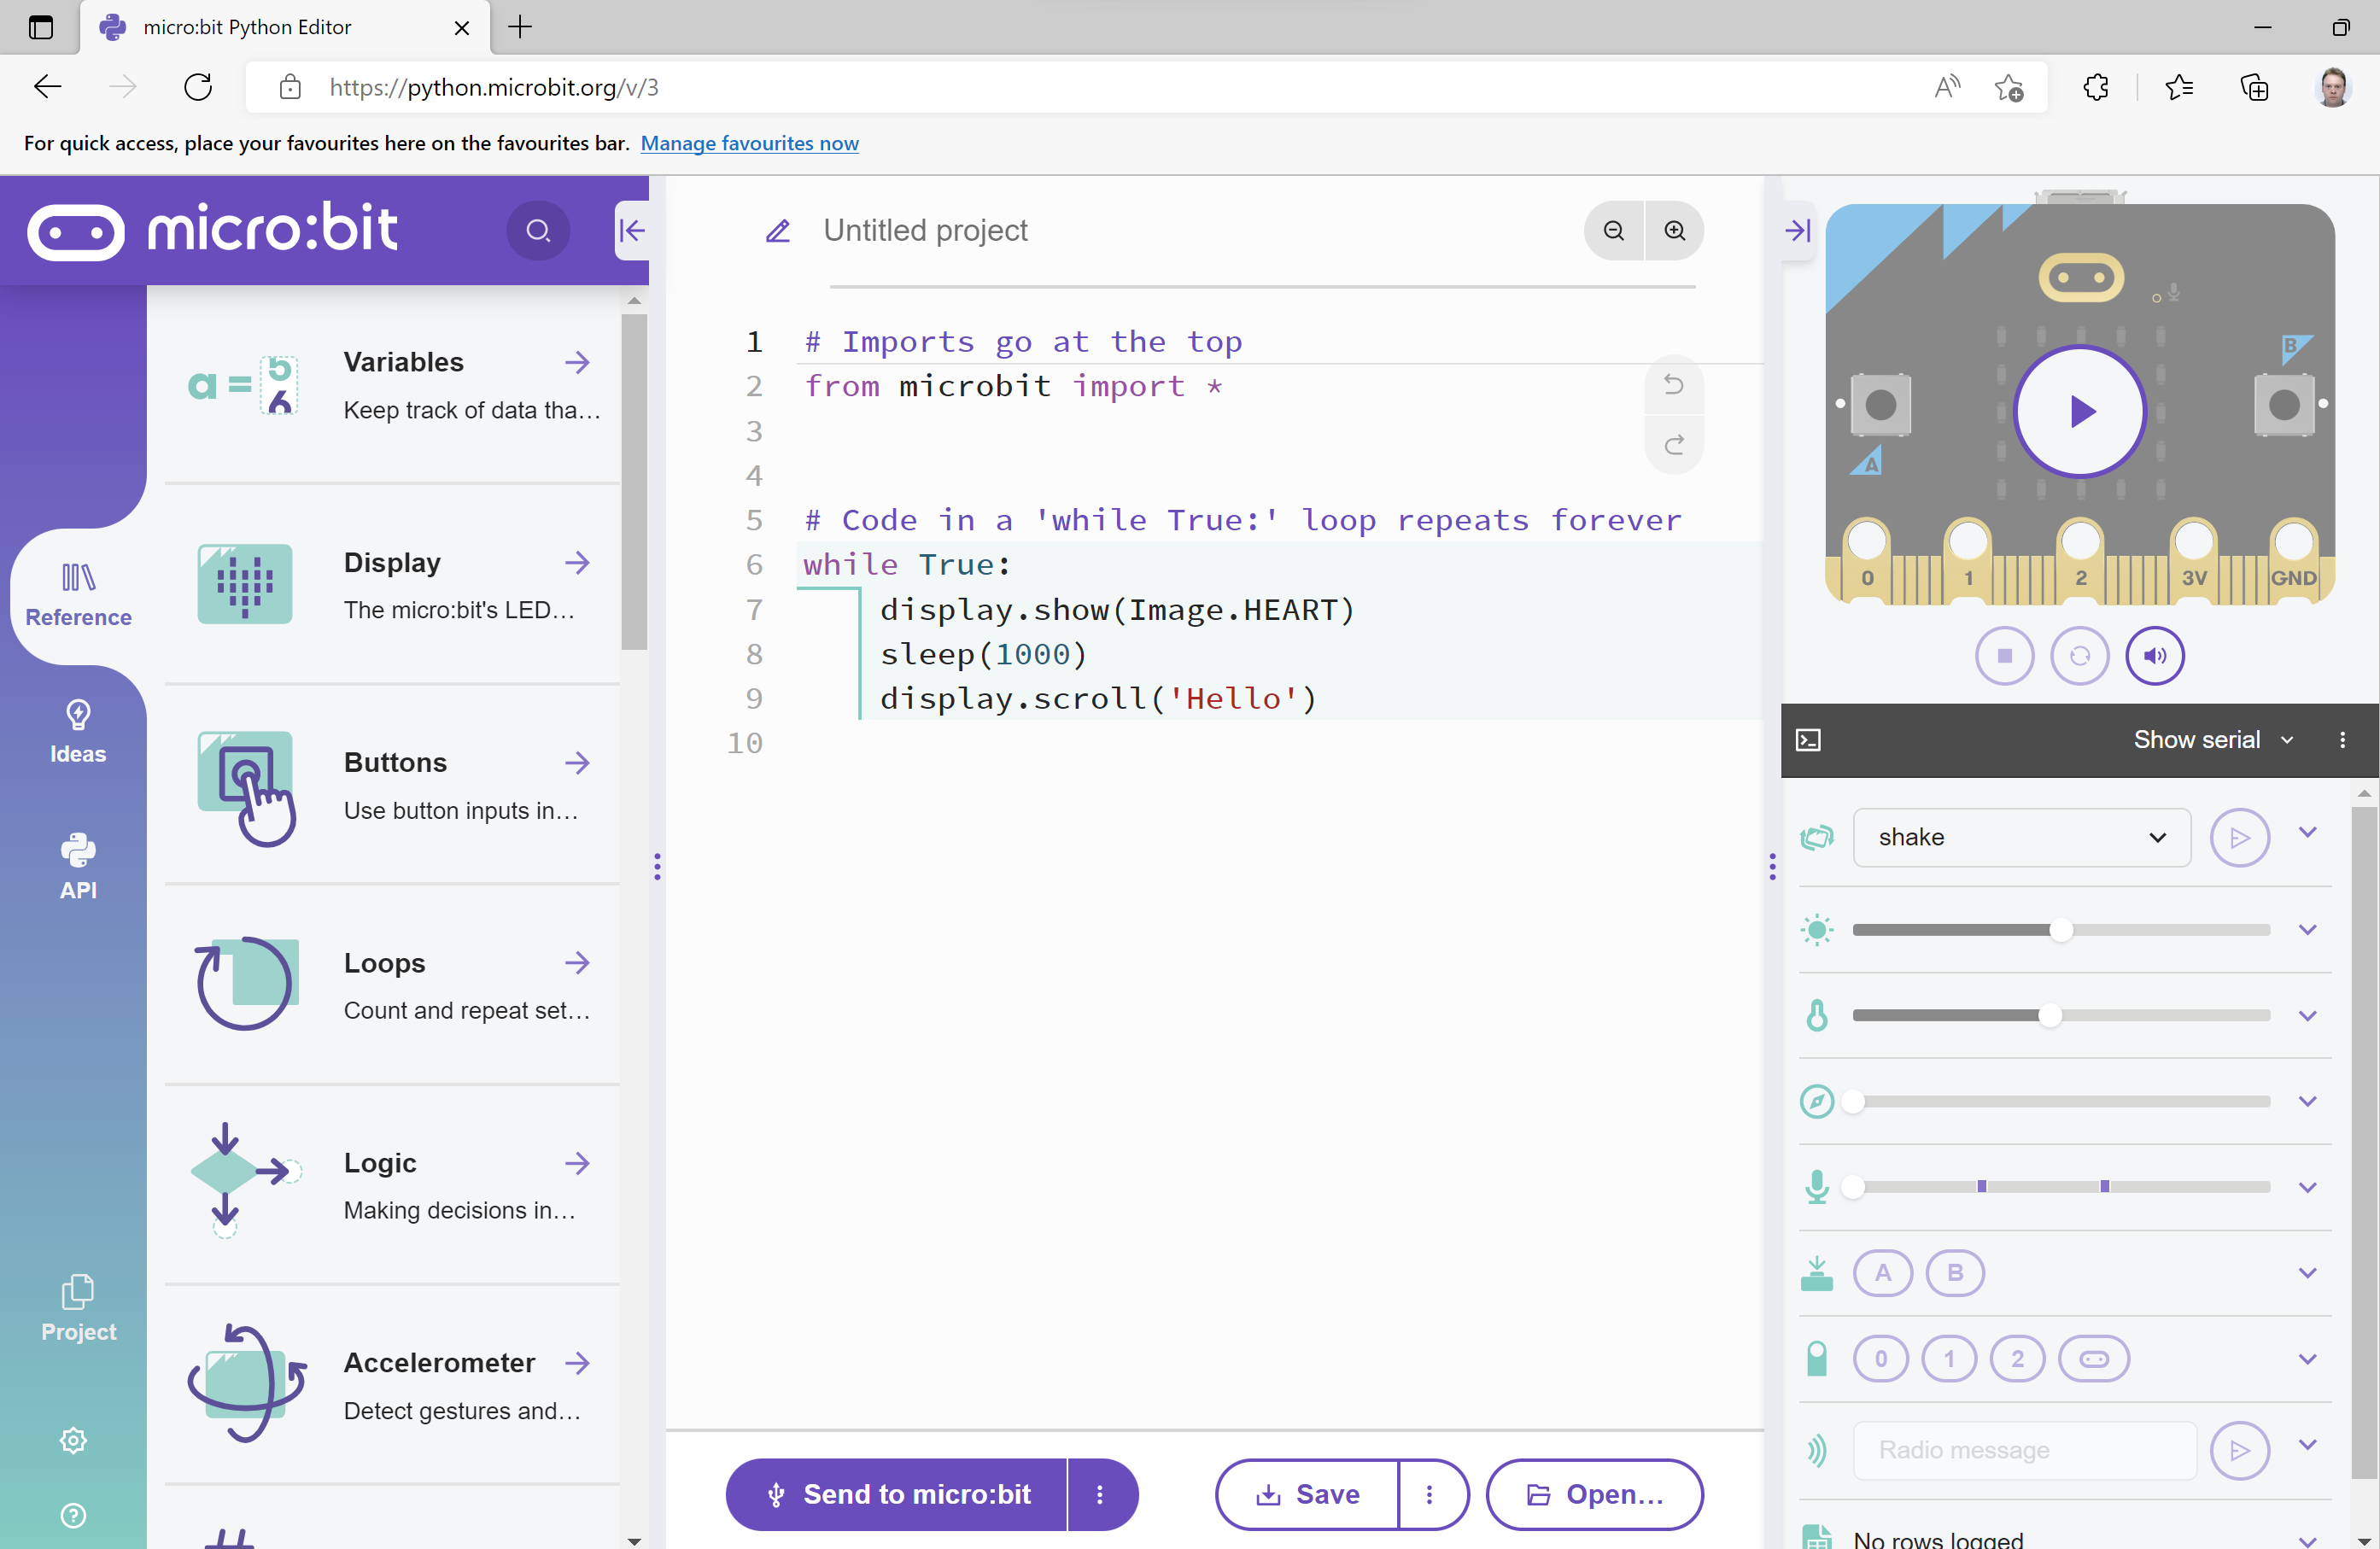 micro:bit Python Editor
https://python.microbit.org/v/3
For quick access, place your favourites here on the favourites bar. Manage favourites now
micro:bit
Reference
Ideas
API
Project
a = 5 6
Variables
Keep track of data tha...
Display
The micro:bit's LED...
Buttons
Use button inputs in...
Loops
Count and repeat set...
Logic
Making decisions in...
Accelerometer
Detect gestures and...
Untitled project
1 # Imports go at the top
2 from microbit import *
3
4
5 # Code in a 'while True:' loop repeats forever
6 while True:
7 display.show(Image.HEART)
8 sleep(1000)
9 display.scroll('Hello')
10
Send to micro:bit
Save
Open...
B
A
0 1 2 3V GND
Show serial
shake
A B
0 1 2
Radio message
No rows logged